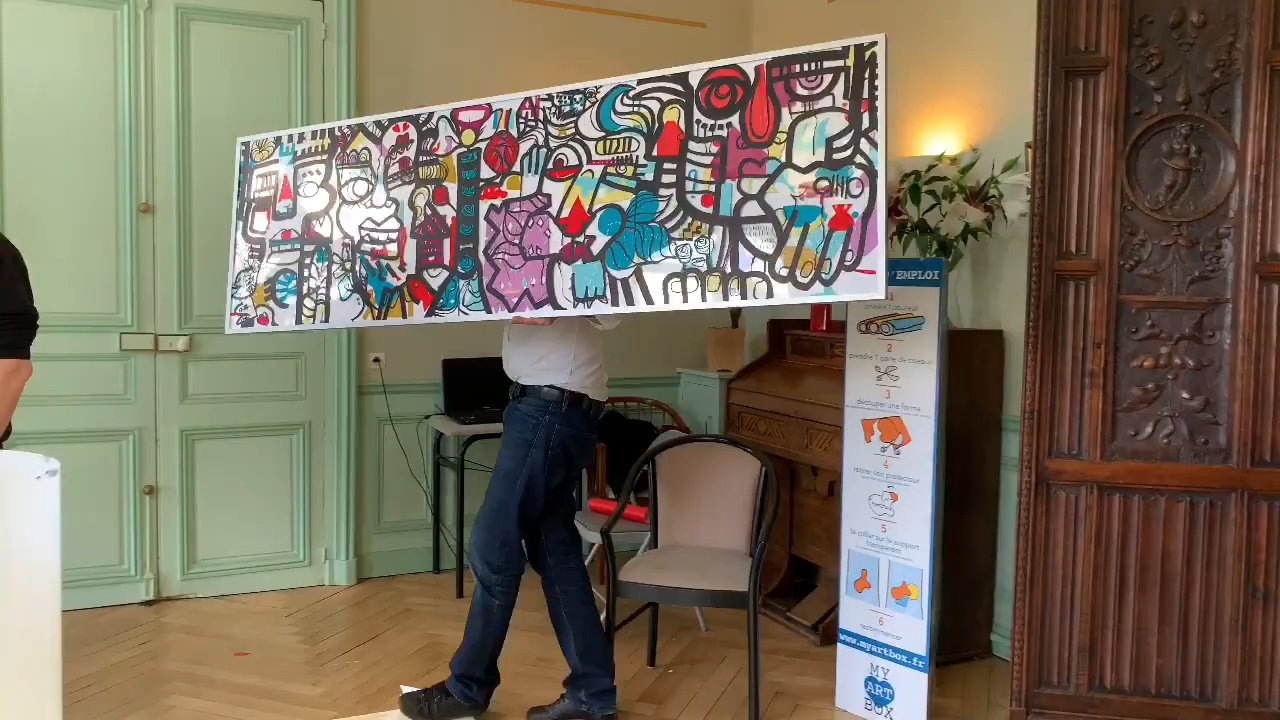 D'EMPLOI
1
2
prendre 1 paire de ciseaux
3
découper une forme
4
retirer son protecteur
5
la coller sur le support
transparent
6
recommencer
www.myartbox.fr
MY
ART
BOX